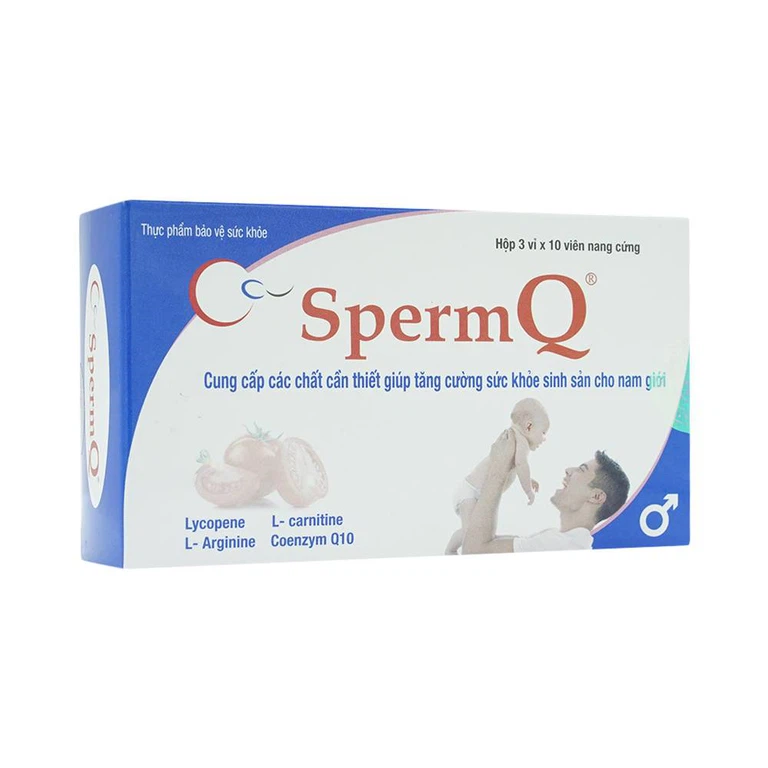 Thực phẩm bảo vệ sức khỏe
Hộp 3 vỉ x 10 viên nang cứng
SpermQ®
Cung cấp các chất cần thiết giúp tăng cường sức khỏe sinh sản cho nam giới
Lycopene L- carnitine
L- Arginine Coenzym Q10
SpermQ®